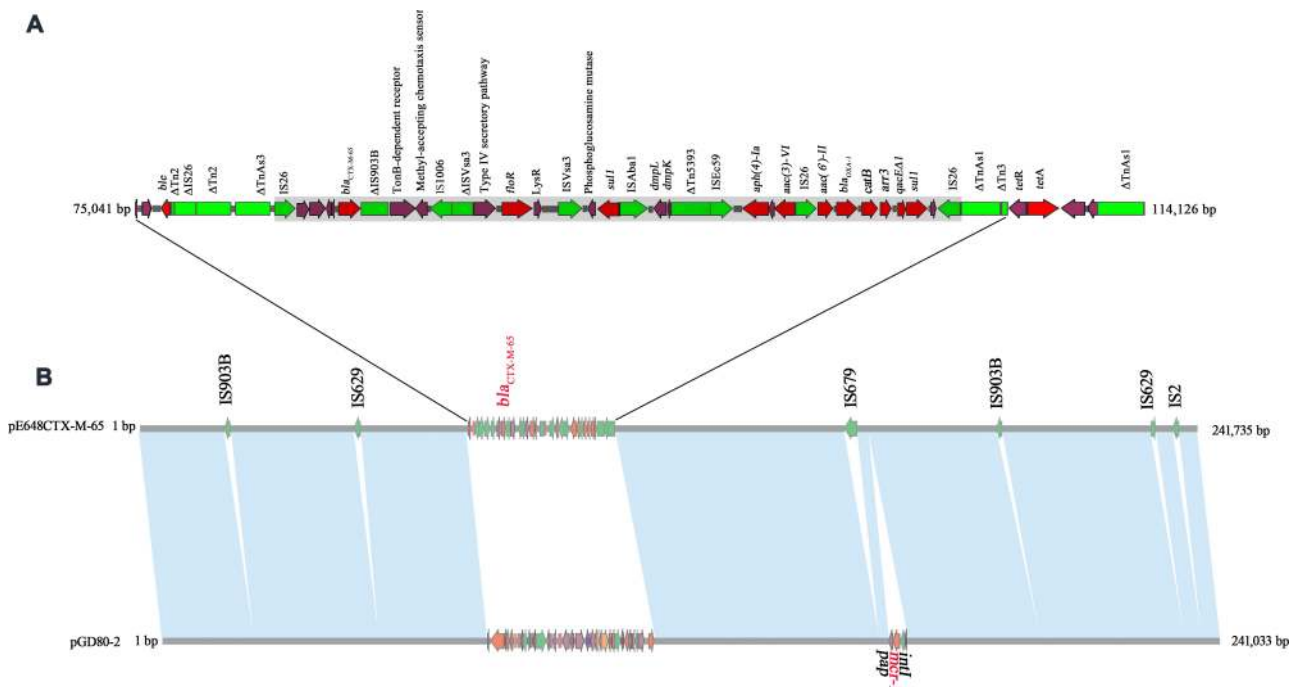 A
ble
ΔTn2
ΔIS26
ΔTn2
ΔTnAs3
IS26
blaCTX-M-65
ΔIS903B
TonB-dependent receptor
Methyl-accepting chemotaxis sensor
IS1006
ΔISVsa3
Type IV secretory pathway
floR
LysR
ISVsa3
Phosphoglucosamine mutase
sul1
ISAba1
dmpL
dmpK
ΔTn5393
ISEc59
aph(4)-Ia
aac(3)-VI
IS26
aac(6')-II
blaOXA-1
catB
arr3
qacEΔ1
sul1
IS26
ΔTnAs1
ΔTn3
tetR
tetA
ΔTnAs1
75,041 bp
114,126 bp
B
IS903B
IS629
blaCTX-M-65
IS679
IS903B
IS629
IS2
pE648CTX-M-65 1 bp
241,735 bp
pGD80-2 1 bp
241,033 bp
pap
mcr-
intI